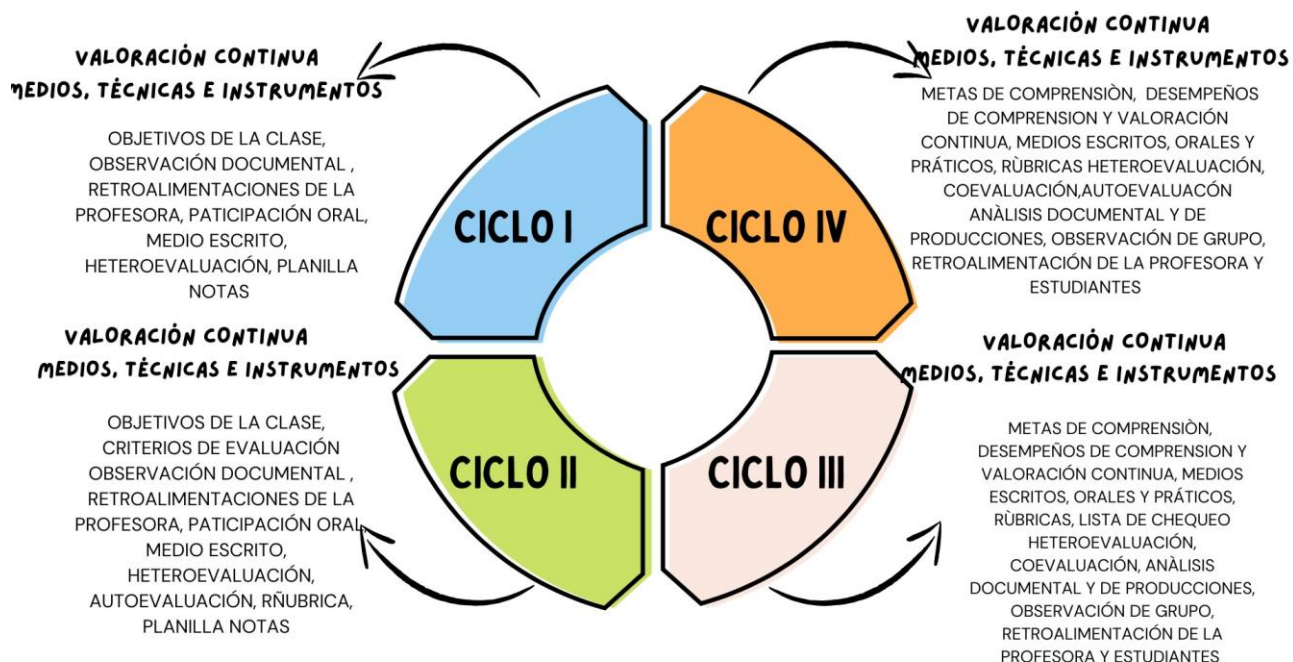 VALORACIÓN CONTINUA
MEDIOS, TÉCNICAS E INSTRUMENTOS
OBJETIVOS DE LA CLASE,
OBSERVACIÓN DOCUMENTAL ,
RETROALIMENTACIONES DE LA
PROFESORA, PATICIPACIÓN ORAL,
MEDIO ESCRITO,
HETEROEVALUACIÓN, PLANILLA
NOTAS
CICLO I
VALORACIÓN CONTINUA
MEDIOS, TÉCNICAS E INSTRUMENTOS
METAS DE COMPRENSIÒN, DESEMPEÑOS
DE COMPRENSION Y VALORACIÓN
CONTINUA, MEDIOS ESCRITOS, ORALES Y
PRÁTICOS, RÙBRICAS HETEROEVALUACIÓN,
COEVALUACIÓN,AUTOEVALUACÓN
ANÀLISIS DOCUMENTAL Y DE
PRODUCCIONES, OBSERVACIÓN DE GRUPO,
RETROALIMENTACIÓN DE LA PROFESORA Y
ESTUDIANTES
CICLO IV
VALORACIÓN CONTINUA
MEDIOS, TÉCNICAS E INSTRUMENTOS
OBJETIVOS DE LA CLASE,
CRITERIOS DE EVALUACIÓN
OBSERVACIÓN DOCUMENTAL ,
RETROALIMENTACIONES DE LA
PROFESORA, PATICIPACIÓN ORAL,
MEDIO ESCRITO,
HETEROEVALUACIÓN,
AUTOEVALUACIÓN, RÑUBRICA,
PLANILLA NOTAS
CICLO II
VALORACIÓN CONTINUA
MEDIOS, TÉCNICAS E INSTRUMENTOS
METAS DE COMPRENSIÒN,
DESEMPEÑOS DE COMPRENSION Y
VALORACIÓN CONTINUA, MEDIOS
ESCRITOS, ORALES Y PRÁTICOS,
RÙBRICAS, LISTA DE CHEQUEO
HETEROEVALUACIÓN,
COEVALUACIÓN, ANÀLISIS
DOCUMENTAL Y DE PRODUCCIONES,
OBSERVACIÓN DE GRUPO,
RETROALIMENTACIÓN DE LA
PROFESORA Y ESTUDIANTES
CICLO III